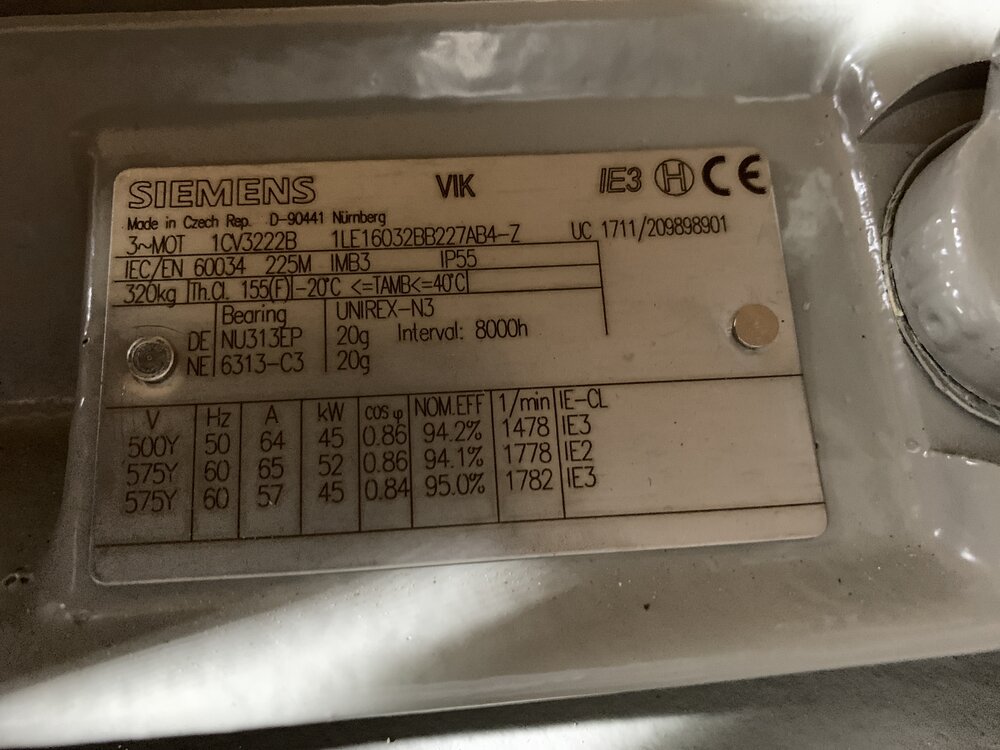 SIEMENS VIK IE3 H CE
Made in Czech Rep. D-90441 Nürnberg
3~MOT 1CV3222B 1LE16032BB227AB4-Z UC 1711/209898901
IEC/EN 60034 225M IMB3 IP55
320kg Th.Cl. 155(F) -20°C <=TAMB<=40°C
Bearing UNIREX-N3
DE NU313EP 20g Interval: 8000h
NE 6313-C3 20g
V Hz A kW cos φ NOM.EFF 1/min IE-CL
500Y 50 64 45 0.86 94.2% 1478 IE3
575Y 60 65 52 0.86 94.1% 1778 IE2
575Y 60 57 45 0.84 95.0% 1782 IE3